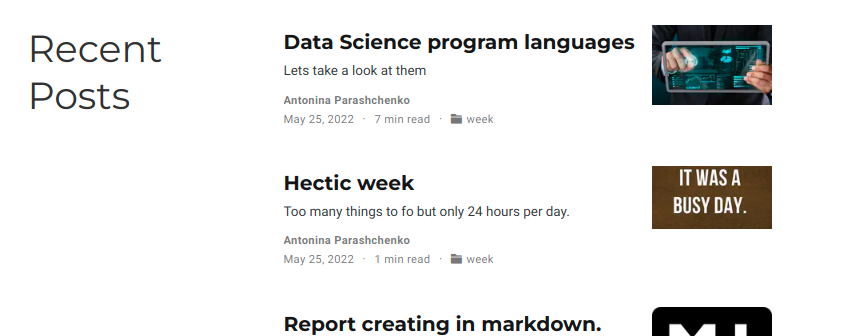 Recent
Posts
Data Science program languages
Lets take a look at them
Antonina Parashchenko
May 25, 2022 · 7 min read · week
Hectic week
Too many things to fo but only 24 hours per day.
Antonina Parashchenko
May 25, 2022 · 1 min read · week
IT WAS A
BUSY DAY.
Report creating in markdown.